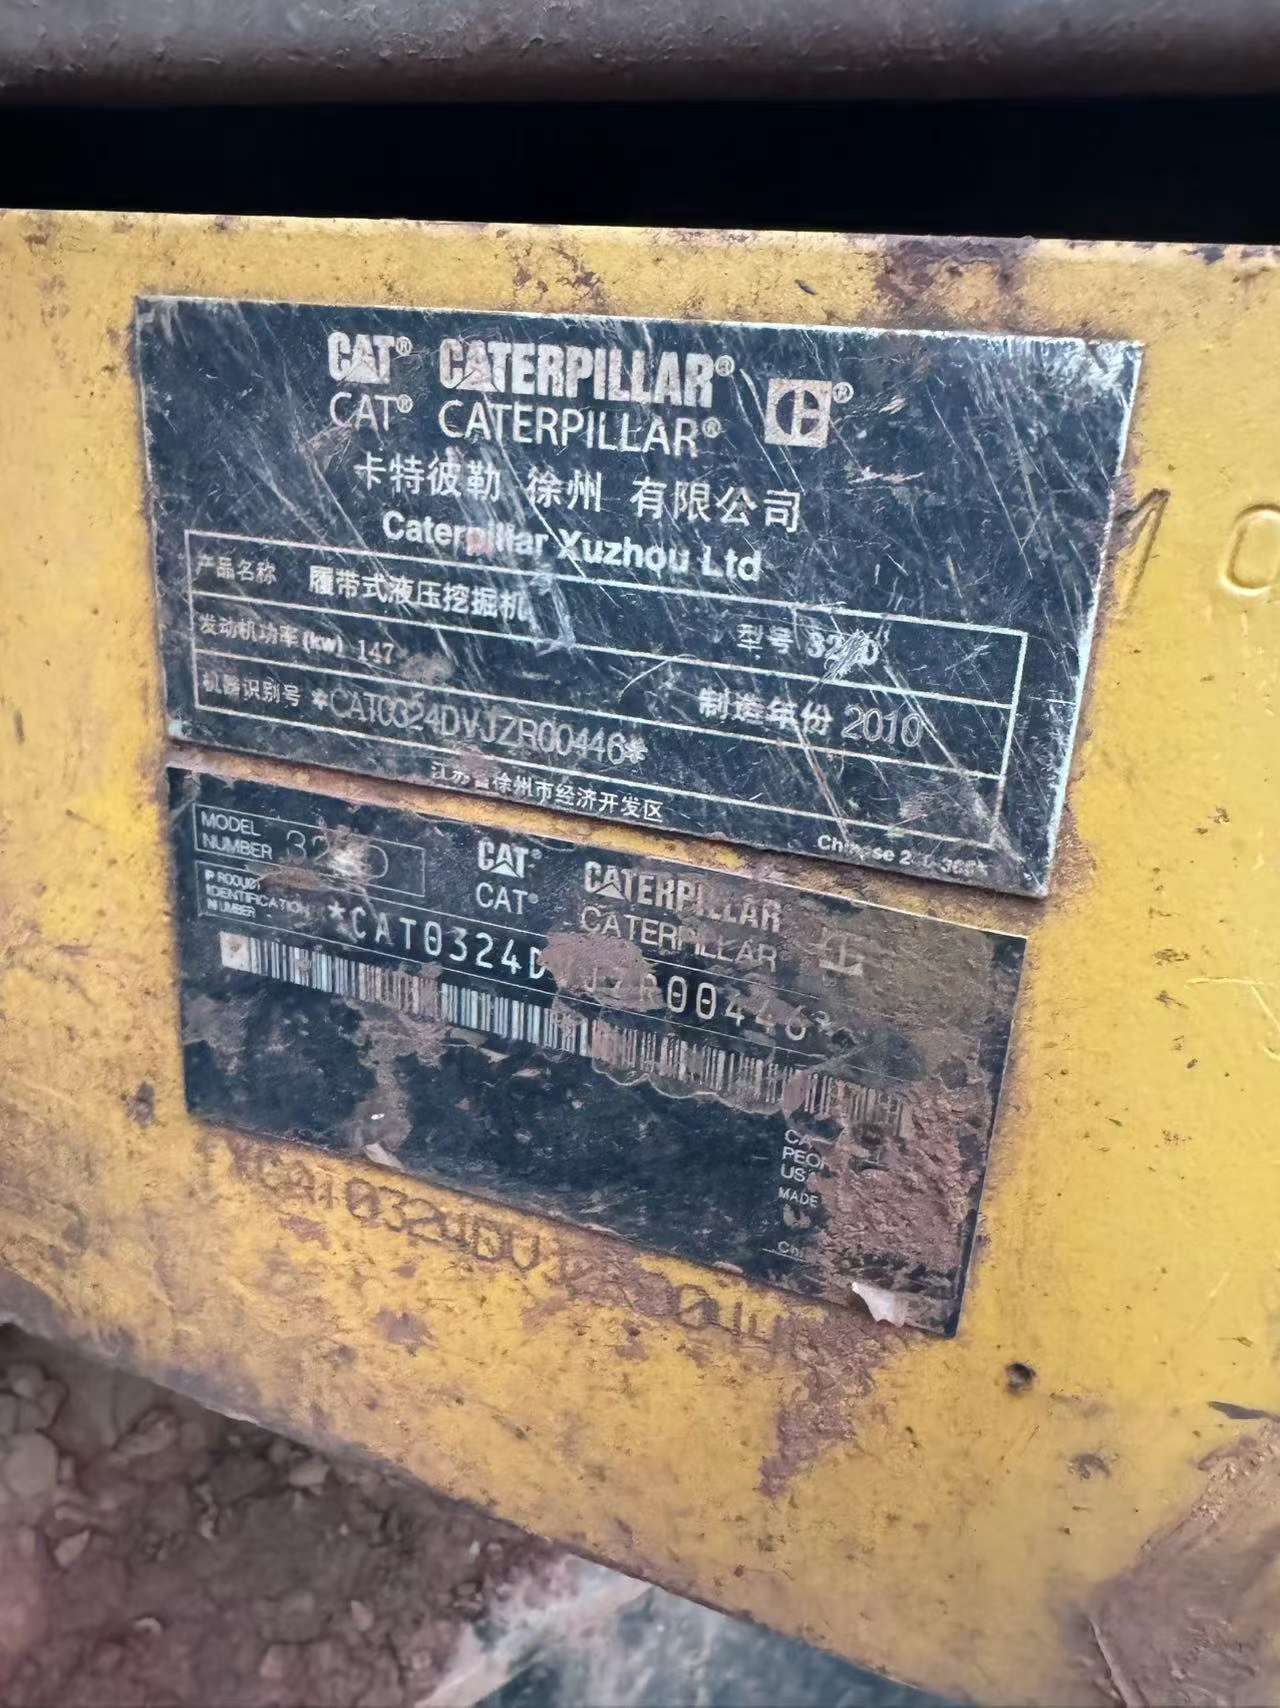 CAT® CATERPILLAR®
CAT® CATERPILLAR®
卡特彼勒 徐州 有限公司
Caterpillar Xuzhou Ltd
产品名称 履带式液压挖掘机 型号
发动机功率(kw) 147 制造年份 2010
机器识别号 *CAT0324DVJZR00446*
江苏省徐州市经济开发区
Chinese
MODEL NUMBER
CAT® CATERPILLAR
CAT® CATERPILLAR
PRODUCT IDENTIFICATION NUMBER
*CAT0324D JZR00446*
MADE